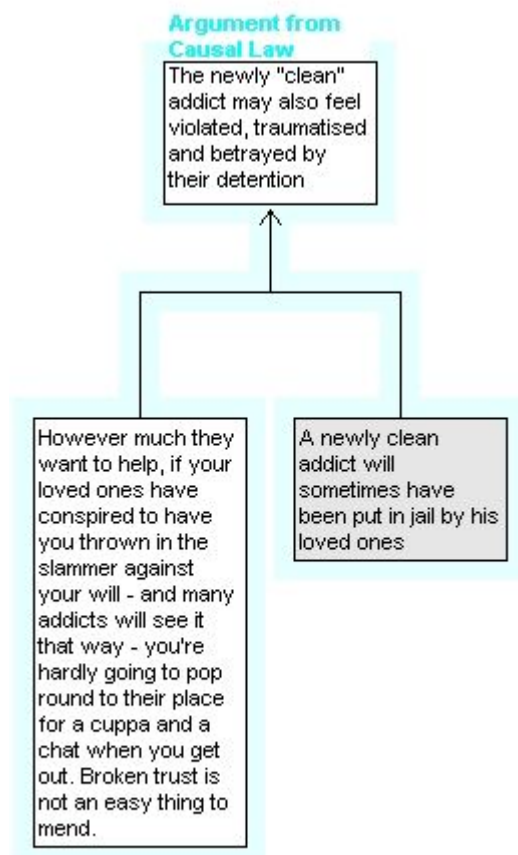 Argument from
Causal Law
The newly "clean"
addict may also feel
violated, traumatised
and betrayed by
their detention
However much they
want to help, if your
loved ones have
conspired to have
you thrown in the
slammer against
your will - and many
addicts will see it
that way - you're
hardly going to pop
round to their place
for a cuppa and a
chat when you get
out. Broken trust is
not an easy thing to
mend.
A newly clean
addict will
sometimes have
been put in jail by his
loved ones